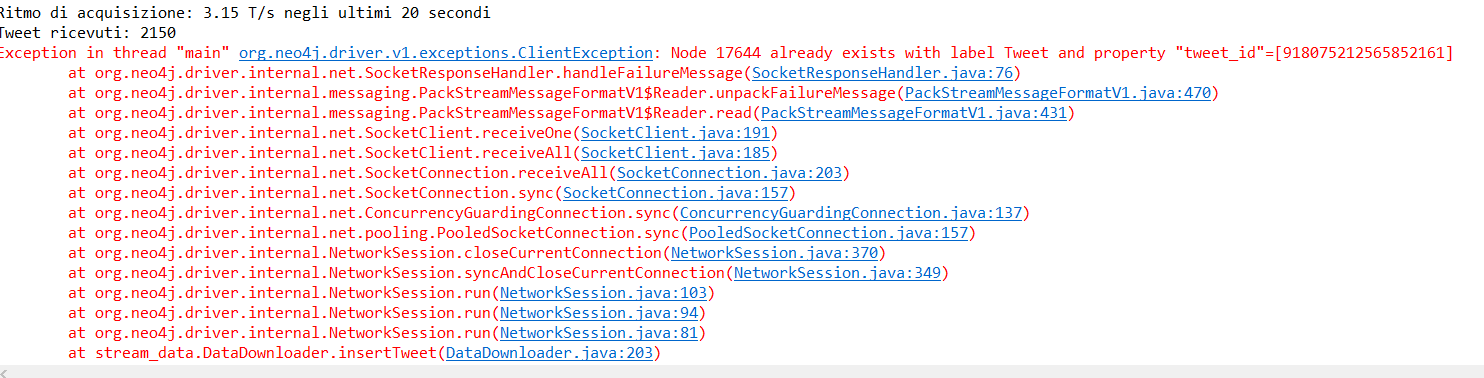 Ritmo di acquisizione: 3.15 T/s negli ultimi 20 secondi
Tweet ricevuti: 2150
Exception in thread "main" org.neo4j.driver.v1.exceptions.ClientException: Node 17644 already exists with label Tweet and property "tweet_id"=[918075212565852161]
at org.neo4j.driver.internal.net.SocketResponseHandler.handleFailureMessage(SocketResponseHandler.java:76)
at org.neo4j.driver.internal.messaging.PackStreamMessageFormatV1$Reader.unpackFailureMessage(PackStreamMessageFormatV1.java:470)
at org.neo4j.driver.internal.messaging.PackStreamMessageFormatV1$Reader.read(PackStreamMessageFormatV1.java:431)
at org.neo4j.driver.internal.net.SocketClient.receiveOne(SocketClient.java:191)
at org.neo4j.driver.internal.net.SocketClient.receiveAll(SocketClient.java:185)
at org.neo4j.driver.internal.net.SocketConnection.receiveAll(SocketConnection.java:203)
at org.neo4j.driver.internal.net.SocketConnection.sync(SocketConnection.java:157)
at org.neo4j.driver.internal.net.ConcurrencyGuardingConnection.sync(ConcurrencyGuardingConnection.java:137)
at org.neo4j.driver.internal.net.pooling.PooledSocketConnection.sync(PooledSocketConnection.java:157)
at org.neo4j.driver.internal.NetworkSession.closeCurrentConnection(NetworkSession.java:370)
at org.neo4j.driver.internal.NetworkSession.syncAndCloseCurrentConnection(NetworkSession.java:349)
at org.neo4j.driver.internal.NetworkSession.run(NetworkSession.java:103)
at org.neo4j.driver.internal.NetworkSession.run(NetworkSession.java:94)
at org.neo4j.driver.internal.NetworkSession.run(NetworkSession.java:81)
at stream_data.DataDownloader.insertTweet(DataDownloader.java:203)